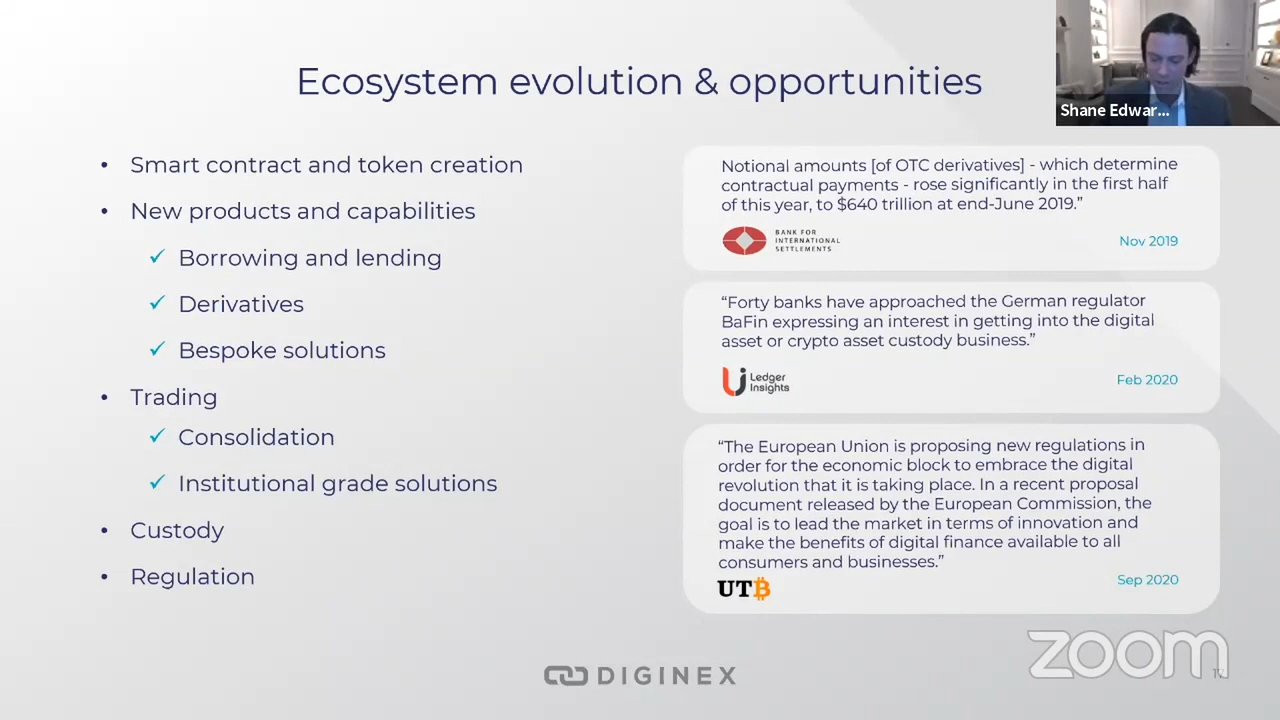 Ecosystem evolution & opportunities
Shane Edwar...
• Smart contract and token creation
• New products and capabilities
✓ Borrowing and lending
✓ Derivatives
✓ Bespoke solutions
• Trading
✓ Consolidation
✓ Institutional grade solutions
• Custody
• Regulation
Notional amounts [of OTC derivatives] - which determine
contractual payments - rose significantly in the first half
of this year, to $640 trillion at end-June 2019.”
BANK FOR
INTERNATIONAL
SETTLEMENTS
Nov 2019
“Forty banks have approached the German regulator
BaFin expressing an interest in getting into the digital
asset or crypto asset custody business.”
Ledger
Insights
Feb 2020
“The European Union is proposing new regulations in
order for the economic block to embrace the digital
revolution that it is taking place. In a recent proposal
document released by the European Commission, the
goal is to lead the market in terms of innovation and
make the benefits of digital finance available to all
consumers and businesses.”
UT₿
Sep 2020
DIGINEX
zoom
17